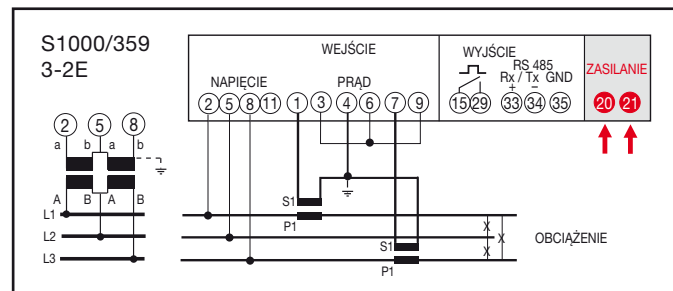 S1000/359
3-2E
WEJŚCIE
WYJŚCIE
NAPIĘCIE
PRĄD
RS 485
Rx / Tx GND
+ −
ZASILANIE
2 5 8 11 1 3 4 6 7 9 15 29 33 34 35 20 21
2 5 8
a b a b
A B A B
L1
L2
L3
S1
P1
S1
P1
X
X
X
OBCIĄŻENIE